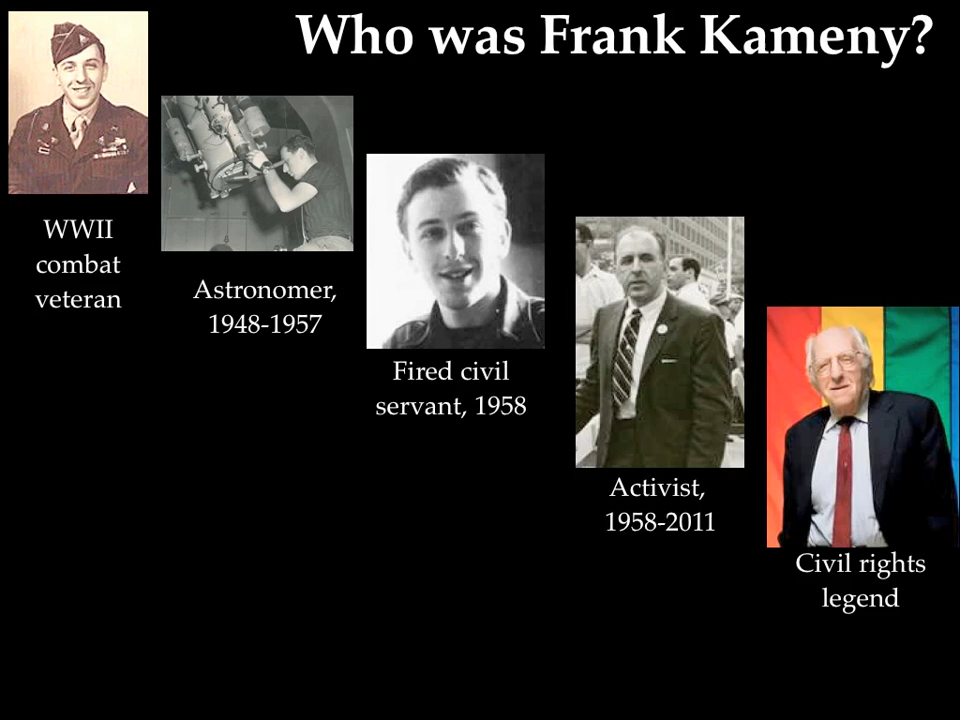 Who was Frank Kameny?
WWII
combat
veteran
Astronomer,
1948-1957
Fired civil
servant, 1958
Activist,
1958-2011
Civil rights
legend